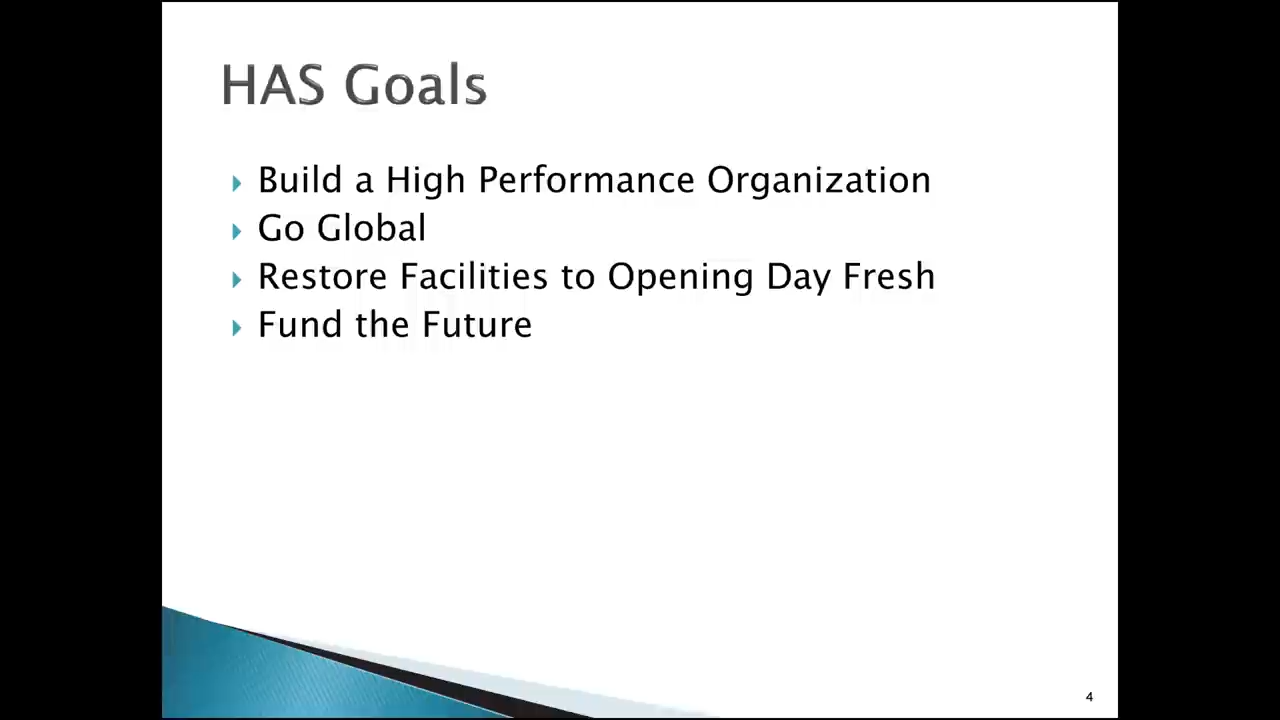 HAS Goals
Build a High Performance Organization
Go Global
Restore Facilities to Opening Day Fresh
Fund the Future
4